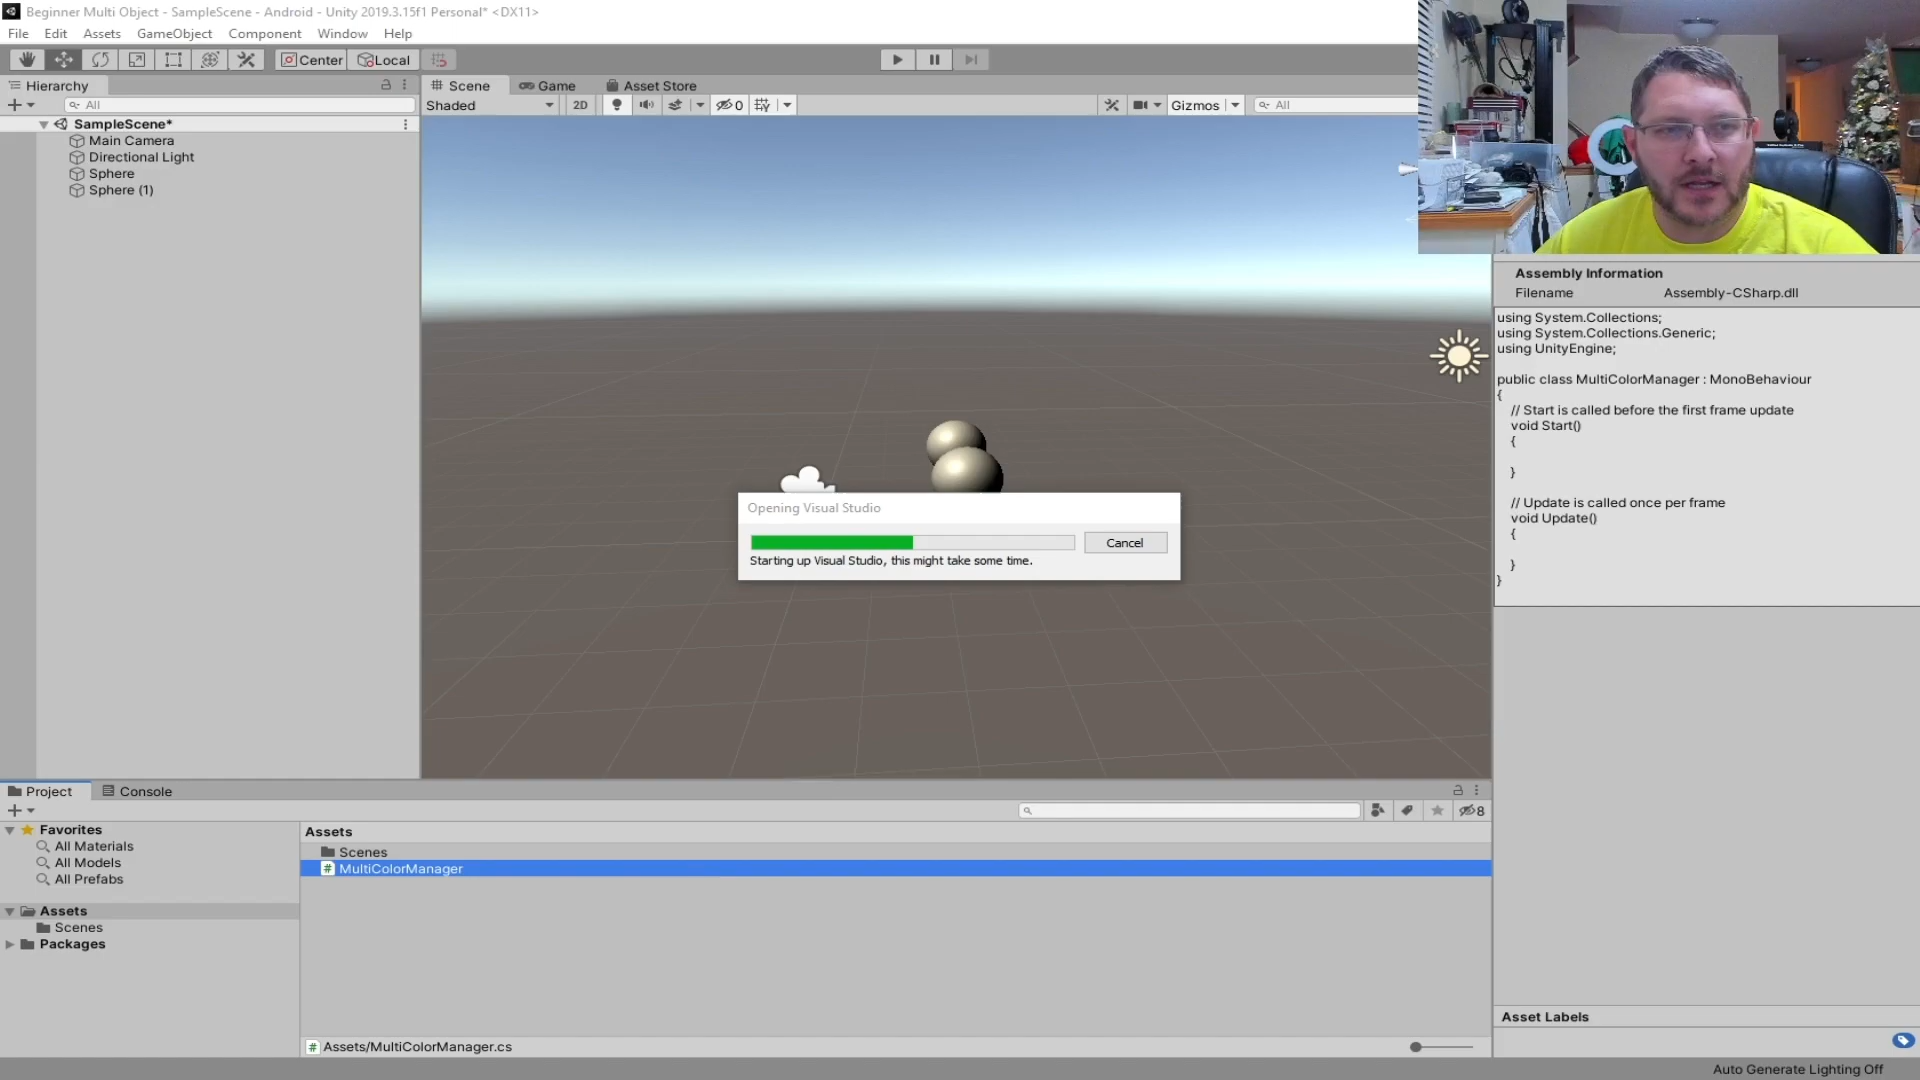 Beginner Multi Object - SampleScene - Android - Unity 2019.3.15f1 Personal* <DX11>
File Edit Assets GameObject Component Window Help
Center Local
Hierarchy
Scene Game Asset Store
All
Shaded 2D 0 Gizmos All
SampleScene*
Main Camera
Directional Light
Sphere
Sphere (1)
Opening Visual Studio
Cancel
Starting up Visual Studio, this might take some time.
Assembly Information
Filename Assembly-CSharp.dll
using System.Collections;
using System.Collections.Generic;
using UnityEngine;
public class MultiColorManager : MonoBehaviour
{
// Start is called before the first frame update
void Start()
{
}
// Update is called once per frame
void Update()
{
}
}
Project Console
8
Favorites
All Materials
All Models
All Prefabs
Assets
Scenes
Packages
Assets
Scenes
MultiColorManager
Assets/MultiColorManager.cs
Asset Labels
Auto Generate Lighting Off